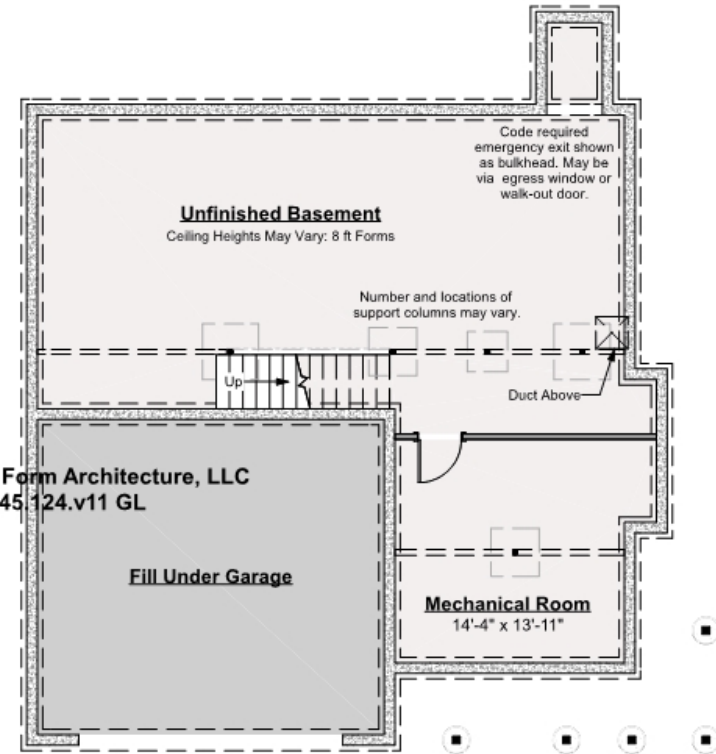 Code required
emergency exit shown
as bulkhead. May be
via egress window or
walk-out door.
Unfinished Basement
Ceiling Heights May Vary: 8 ft Forms
Number and locations of
support columns may vary.
Up
Duct Above
Form Architecture, LLC
45.124.v11 GL
Fill Under Garage
Mechanical Room
14'-4" x 13'-11"